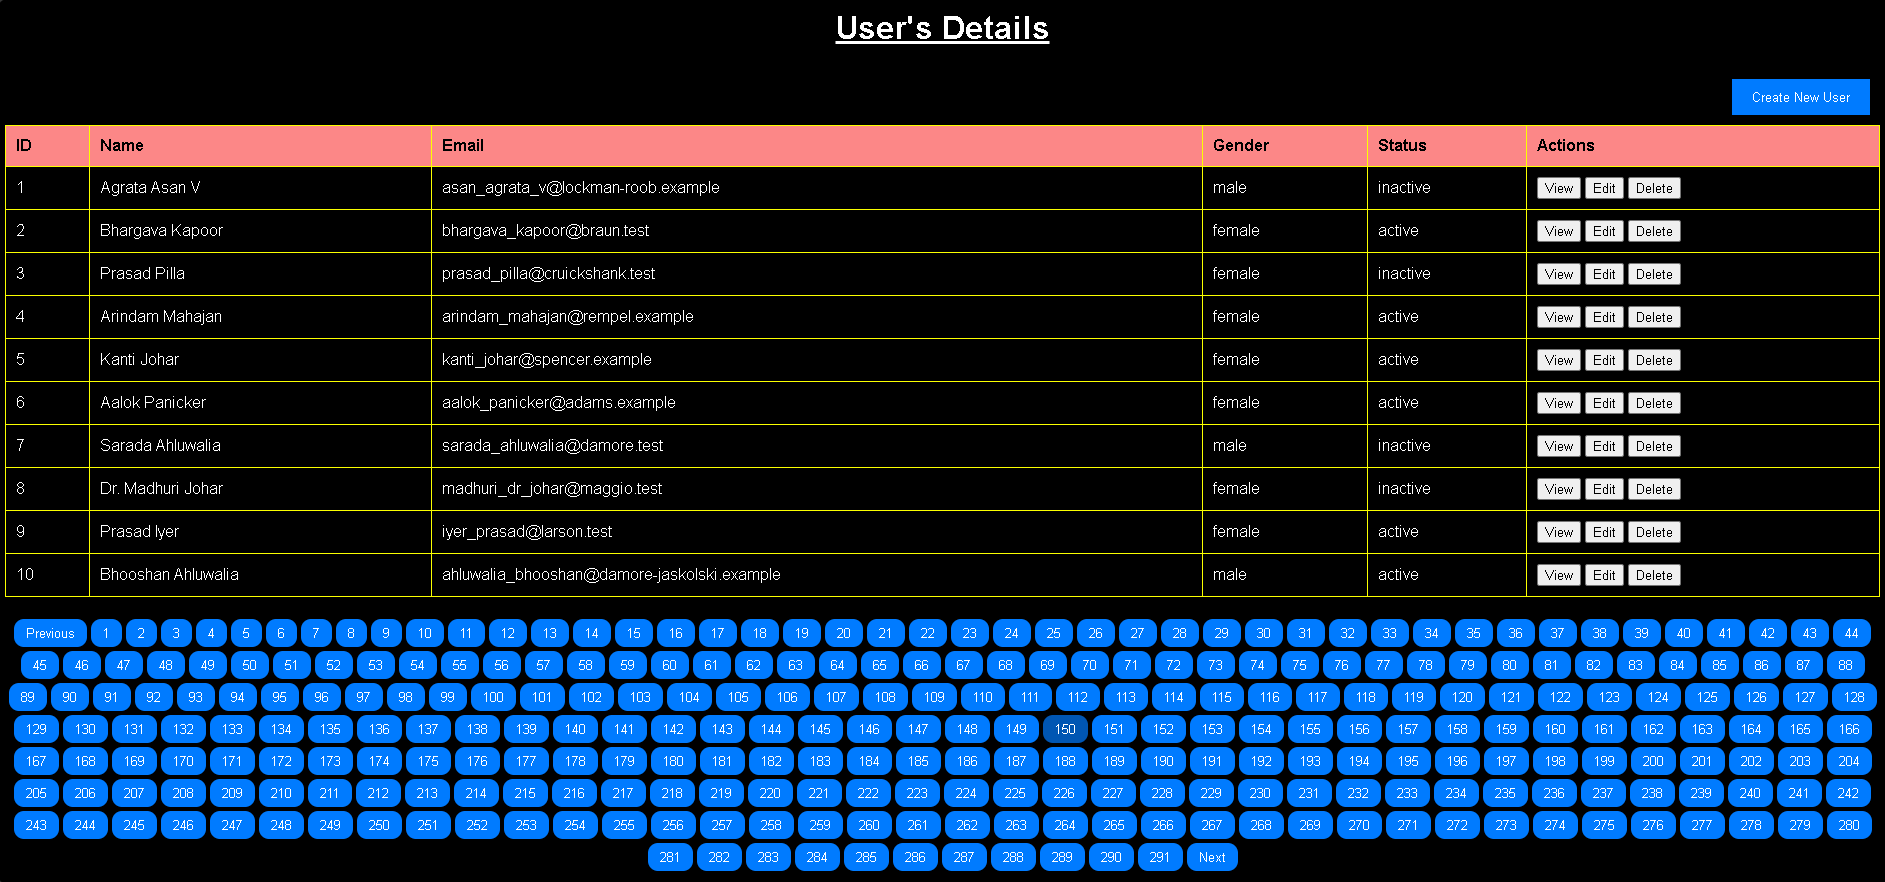 User's Details
Create New User
ID Name Email Gender Status Actions
1 Agrata Asan V asan_agrata_v@lockman-roob.example male inactive View Edit Delete
2 Bhargava Kapoor bhargava_kapoor@braun.test female active View Edit Delete
3 Prasad Pilla prasad_pilla@cruickshank.test female inactive View Edit Delete
4 Arindam Mahajan arindam_mahajan@rempel.example female active View Edit Delete
5 Kanti Johar kanti_johar@spencer.example female active View Edit Delete
6 Aalok Panicker aalok_panicker@adams.example female active View Edit Delete
7 Sarada Ahluwalia sarada_ahluwalia@damore.test male inactive View Edit Delete
8 Dr. Madhuri Johar madhuri_dr_johar@maggio.test female inactive View Edit Delete
9 Prasad Iyer iyer_prasad@larson.test female active View Edit Delete
10 Bhooshan Ahluwalia ahluwalia_bhooshan@damore-jaskolski.example male active View Edit Delete
Previous 1 2 3 4 5 6 7 8 9 10 11 12 13 14 15 16 17 18 19 20 21 22 23 24 25 26 27 28 29 30 31 32 33 34 35 36 37 38 39 40 41 42 43 44
45 46 47 48 49 50 51 52 53 54 55 56 57 58 59 60 61 62 63 64 65 66 67 68 69 70 71 72 73 74 75 76 77 78 79 80 81 82 83 84 85 86 87 88
89 90 91 92 93 94 95 96 97 98 99 100 101 102 103 104 105 106 107 108 109 110 111 112 113 114 115 116 117 118 119 120 121 122 123 124 125 126 127 128
129 130 131 132 133 134 135 136 137 138 139 140 141 142 143 144 145 146 147 148 149 150 151 152 153 154 155 156 157 158 159 160 161 162 163 164 165 166
167 168 169 170 171 172 173 174 175 176 177 178 179 180 181 182 183 184 185 186 187 188 189 190 191 192 193 194 195 196 197 198 199 200 201 202 203 204
205 206 207 208 209 210 211 212 213 214 215 216 217 218 219 220 221 222 223 224 225 226 227 228 229 230 231 232 233 234 235 236 237 238 239 240 241 242
243 244 245 246 247 248 249 250 251 252 253 254 255 256 257 258 259 260 261 262 263 264 265 266 267 268 269 270 271 272 273 274 275 276 277 278 279 280
281 282 283 284 285 286 287 288 289 290 291 Next